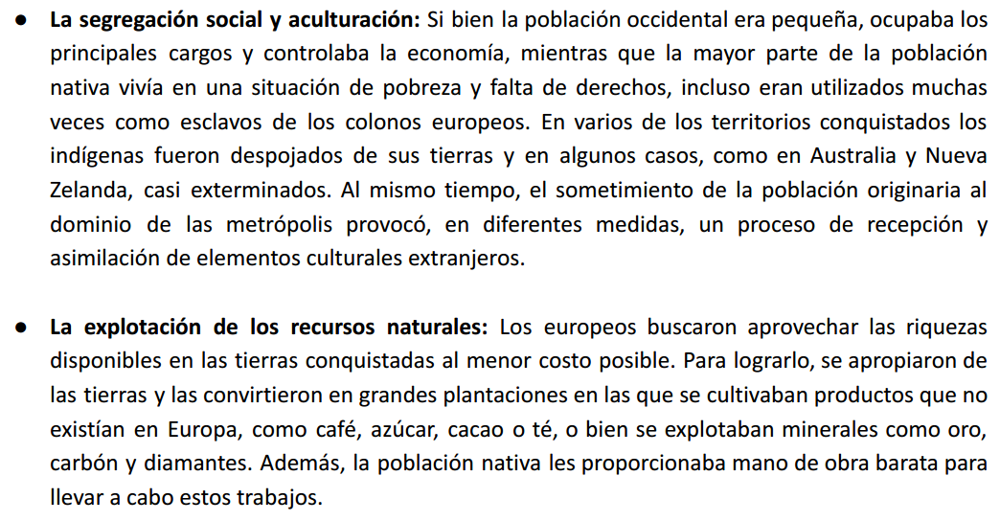 ● La segregación social y aculturación: Si bien la población occidental era pequeña, ocupaba los
principales cargos y controlaba la economía, mientras que la mayor parte de la población
nativa vivía en una situación de pobreza y falta de derechos, incluso eran utilizados muchas
veces como esclavos de los colonos europeos. En varios de los territorios conquistados los
indígenas fueron despojados de sus tierras y en algunos casos, como en Australia y Nueva
Zelanda, casi exterminados. Al mismo tiempo, el sometimiento de la población originaria al
dominio de las metrópolis provocó, en diferentes medidas, un proceso de recepción y
asimilación de elementos culturales extranjeros.
● La explotación de los recursos naturales: Los europeos buscaron aprovechar las riquezas
disponibles en las tierras conquistadas al menor costo posible. Para lograrlo, se apropiaron de
las tierras y las convirtieron en grandes plantaciones en las que se cultivaban productos que no
existían en Europa, como café, azúcar, cacao o té, o bien se explotaban minerales como oro,
carbón y diamantes. Además, la población nativa les proporcionaba mano de obra barata para
llevar a cabo estos trabajos.